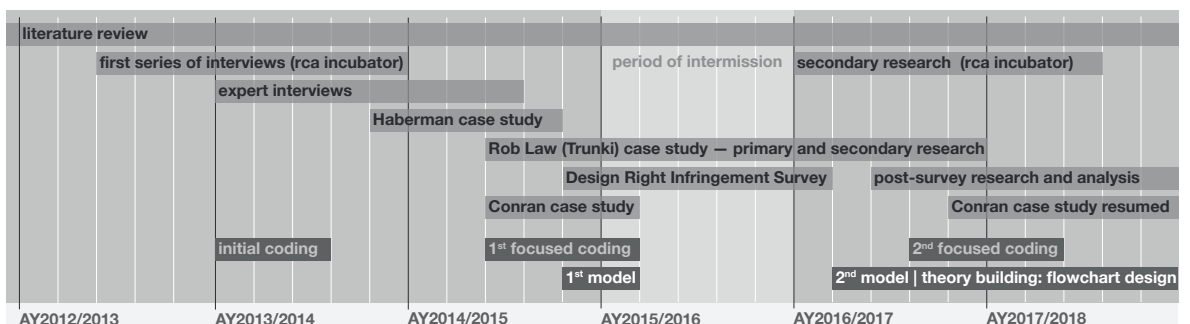 literature review
first series of interviews (rca incubator)
period of intermission
secondary research (rca incubator)
expert interviews
Haberman case study
Rob Law (Trunki) case study — primary and secondary research
Design Right Infringement Survey
post-survey research and analysis
Conran case study
Conran case study resumed
initial coding
1st focused coding
2nd focused coding
1st model
2nd model | theory building: flowchart design
AY2012/2013
AY2013/2014
AY2014/2015
AY2015/2016
AY2016/2017
AY2017/2018